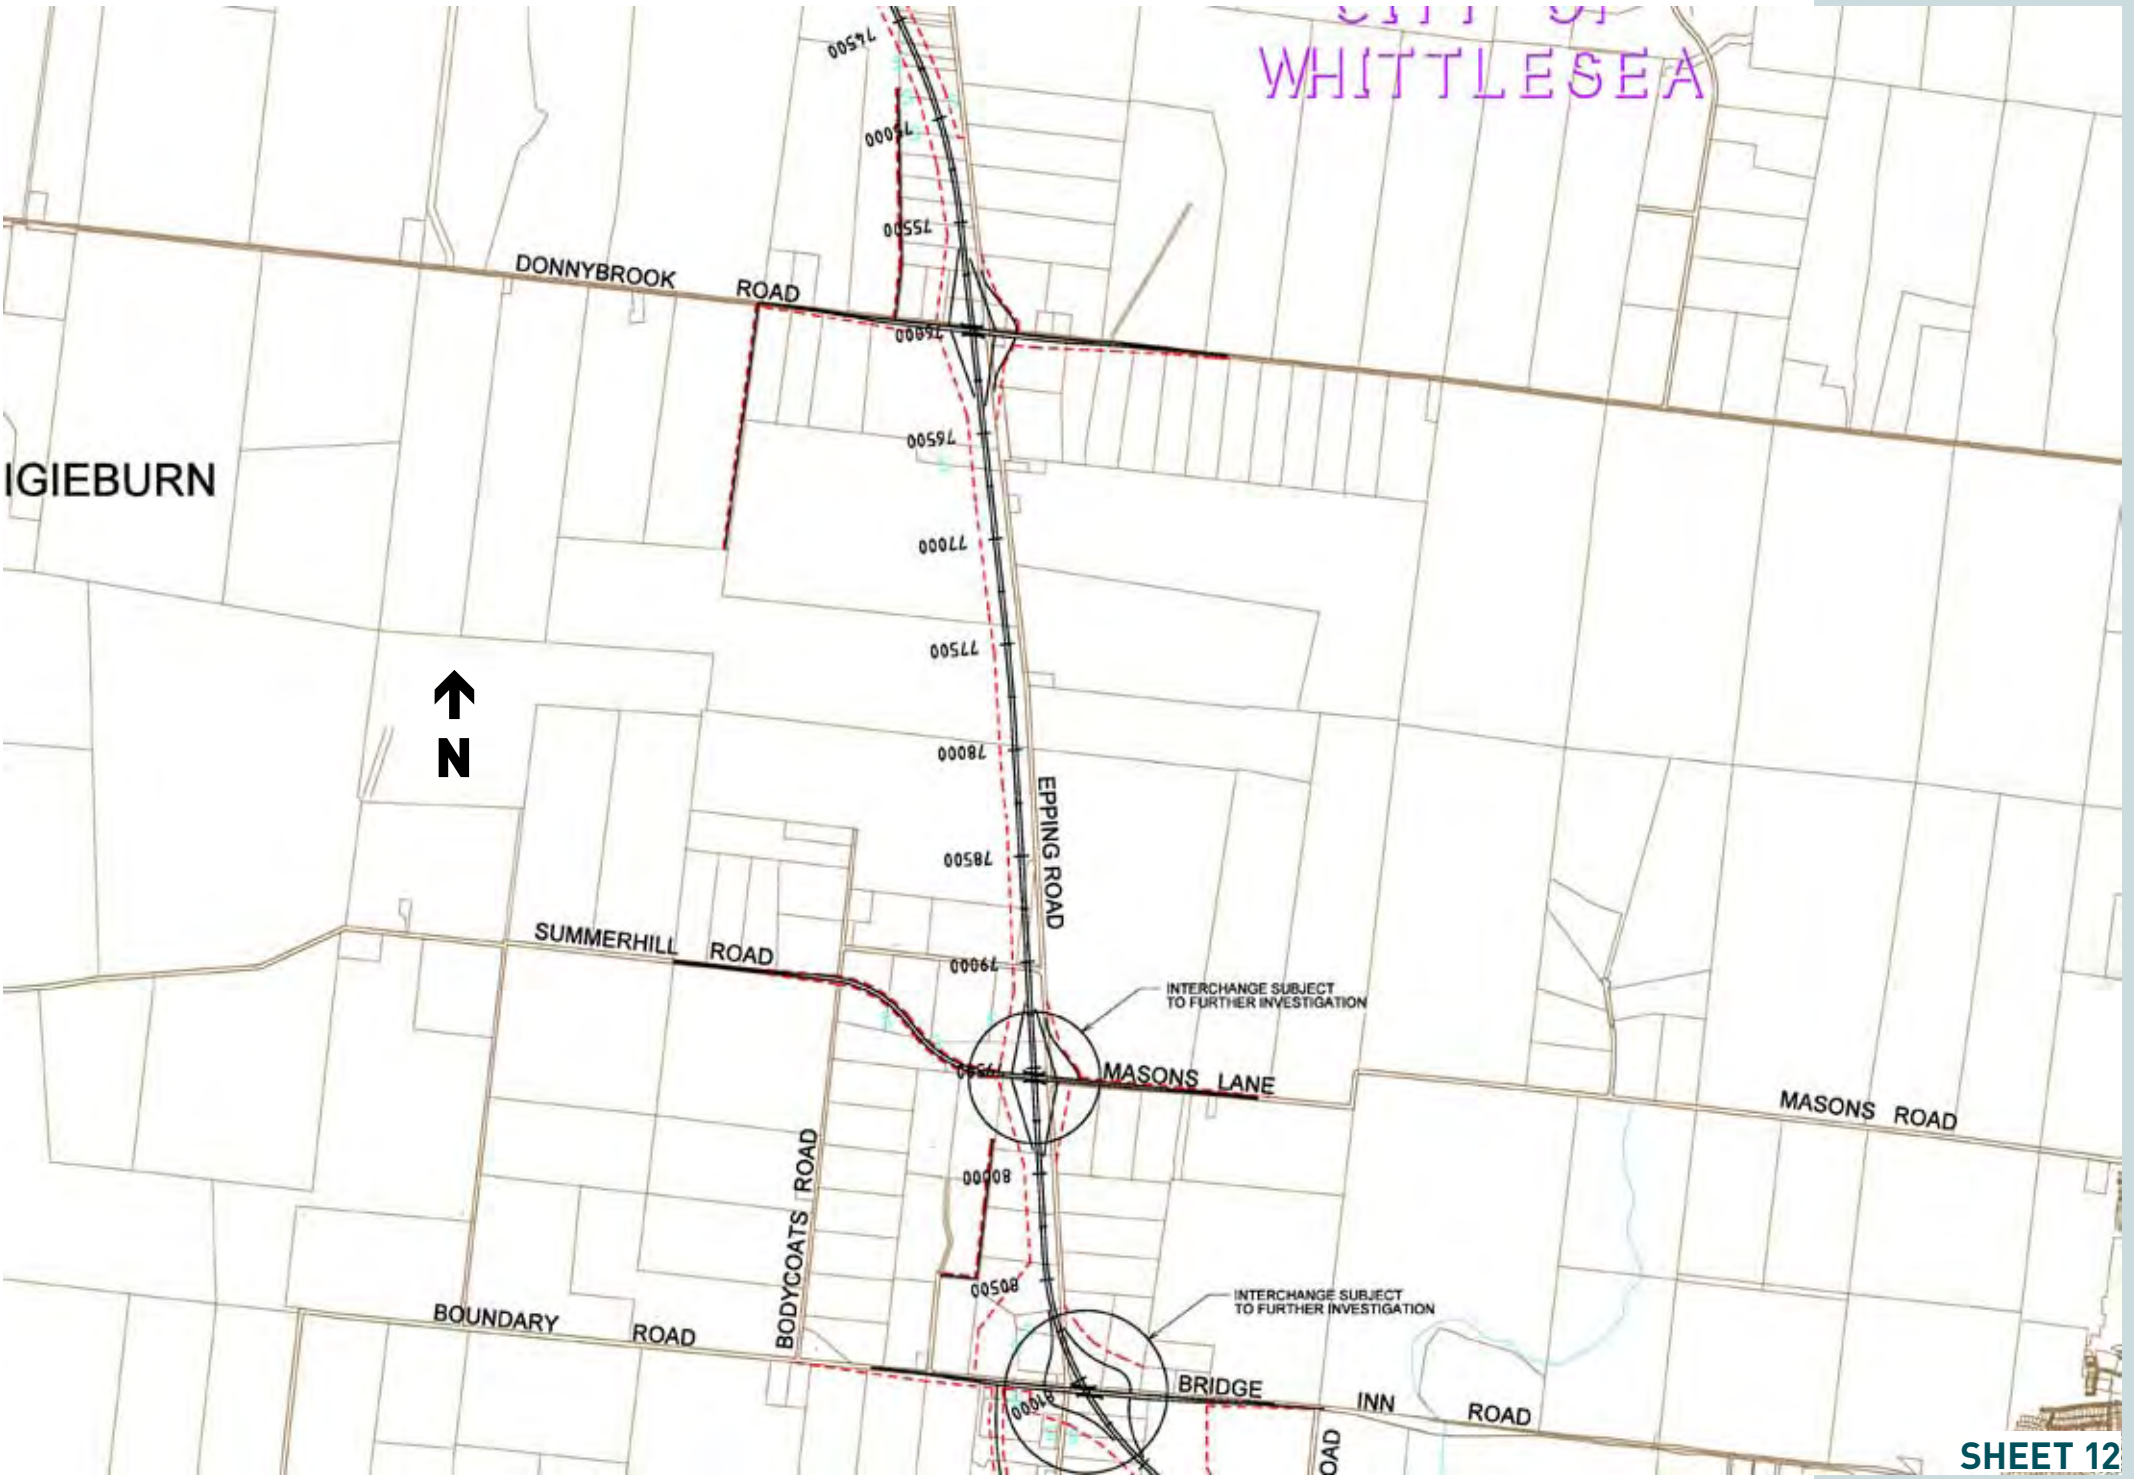 WHITTLESEA
74500
75000
75500
DONNYBROOK ROAD
76000
76500
IGIEBURN
77000
77500
N
78000
EPPING ROAD
78500
SUMMERHILL ROAD
79000
INTERCHANGE SUBJECT
TO FURTHER INVESTIGATION
MASONS LANE
MASONS ROAD
BODYCOATS ROAD
80000
80500
INTERCHANGE SUBJECT
TO FURTHER INVESTIGATION
BOUNDARY ROAD
BRIDGE INN ROAD
81000
OAD
SHEET 12